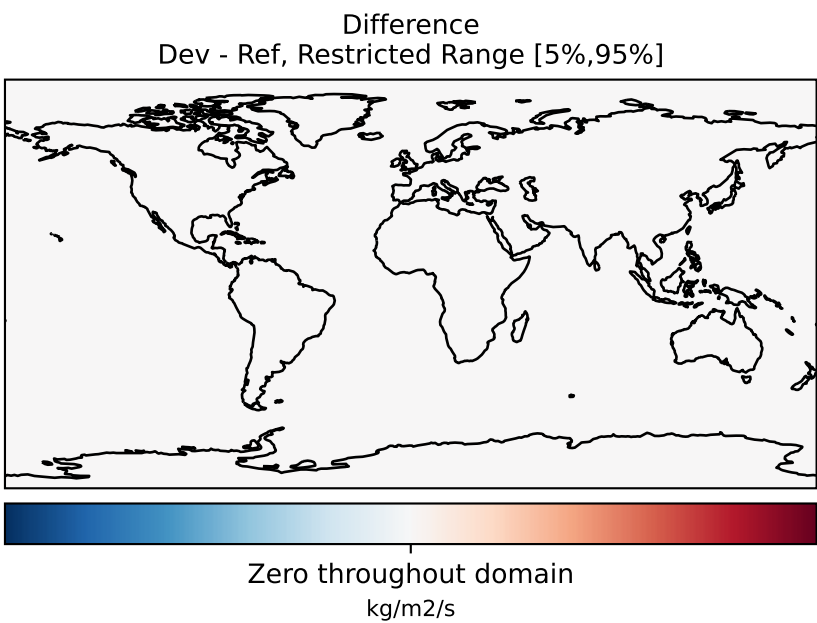 Difference
Dev - Ref, Restricted Range [5%,95%]
Zero throughout domain
kg/m2/s